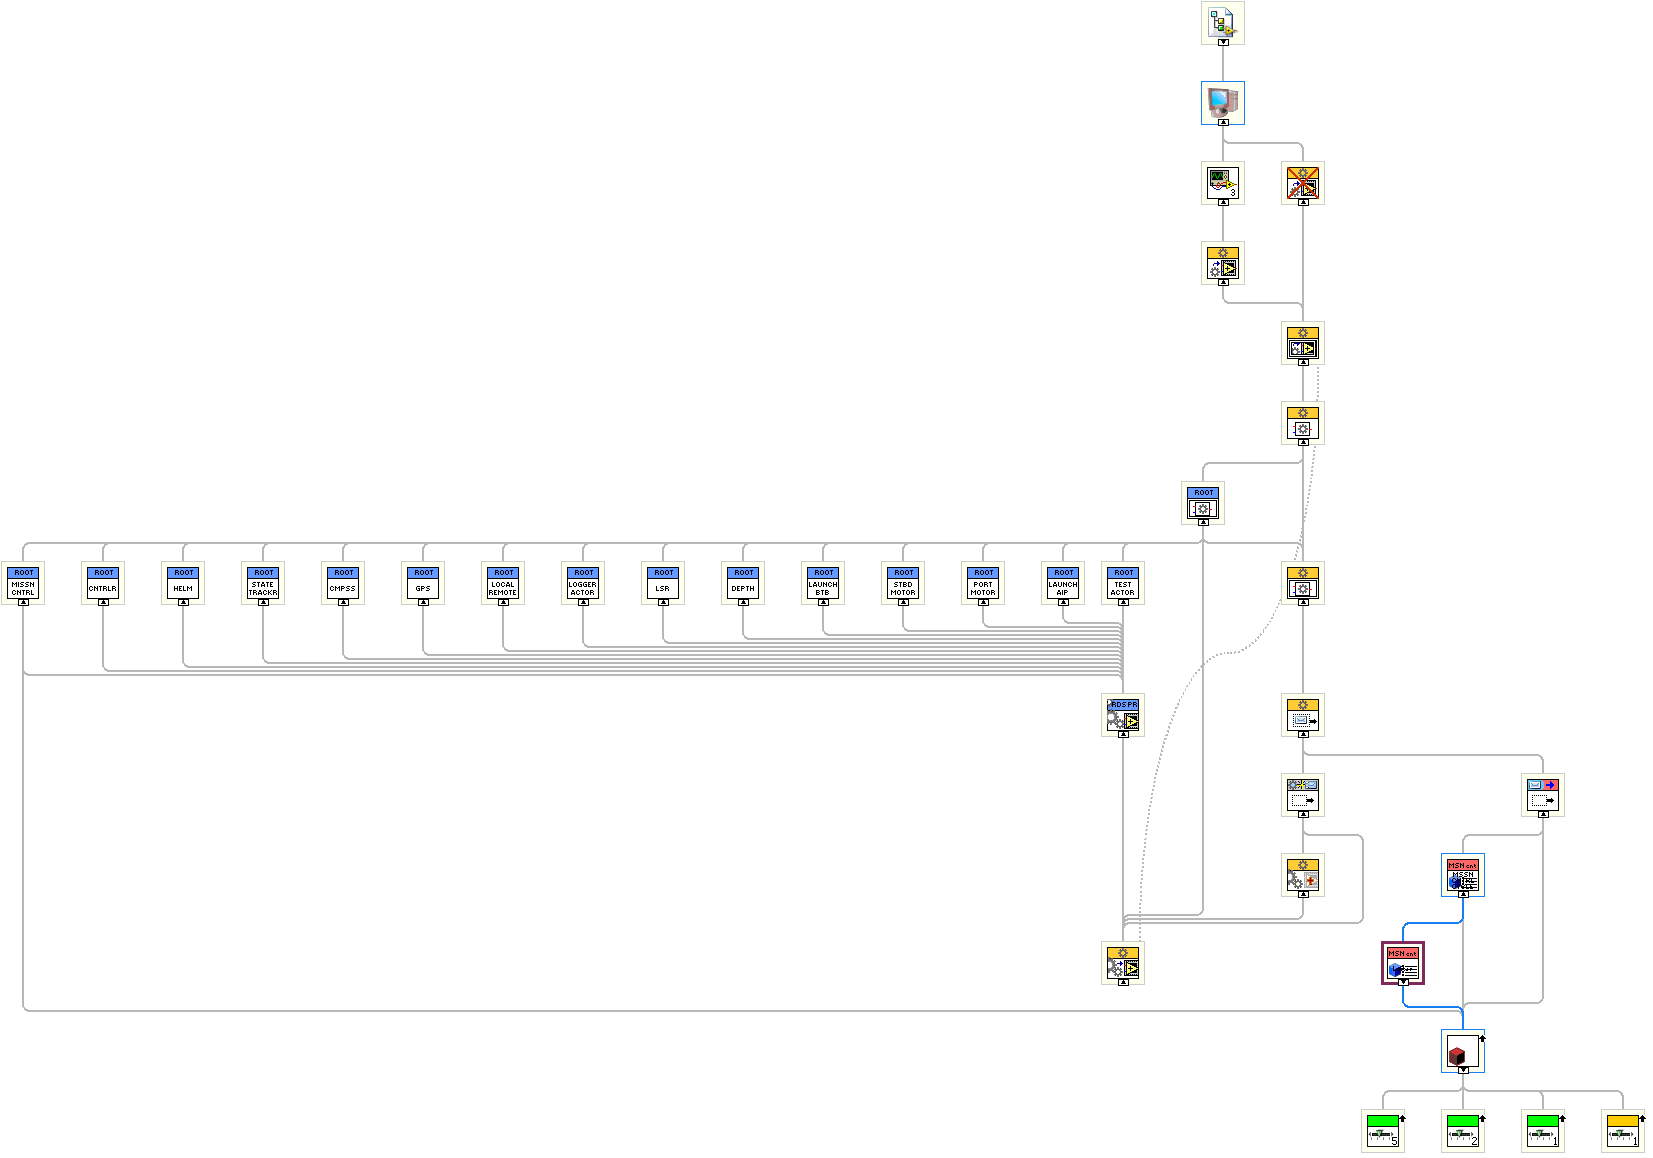 3
ROOT
ROOT
MISSN
CNTRL
ROOT
CNTRLR
ROOT
HELM
ROOT
STATE
TRACKR
ROOT
CMPSS
ROOT
GPS
ROOT
LOCAL
REMOTE
ROOT
LOGGER
ACTOR
ROOT
LSR
ROOT
DEPTH
ROOT
LAUNCH
BTB
ROOT
STBD
MOTOR
ROOT
PORT
MOTOR
ROOT
LAUNCH
AIP
ROOT
TEST
ACTOR
RDSPR
MSN cnt
MSSN
MSN cnt
5
2
1
1